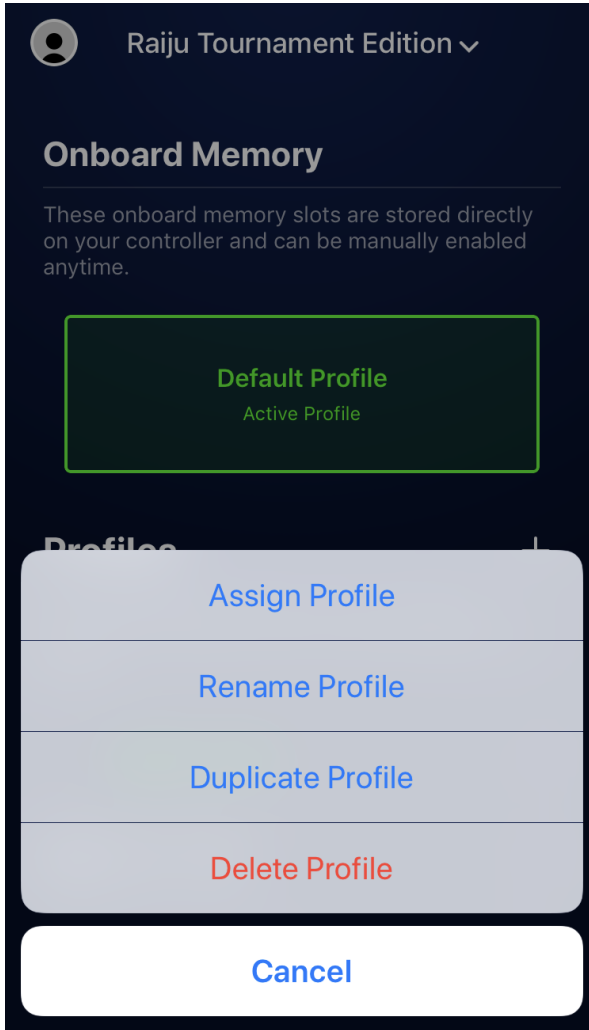 Raiju Tournament Edition
Onboard Memory
These onboard memory slots are stored directly
on your controller and can be manually enabled
anytime.
Default Profile
Active Profile
Profiles
Assign Profile
Rename Profile
Duplicate Profile
Delete Profile
Cancel